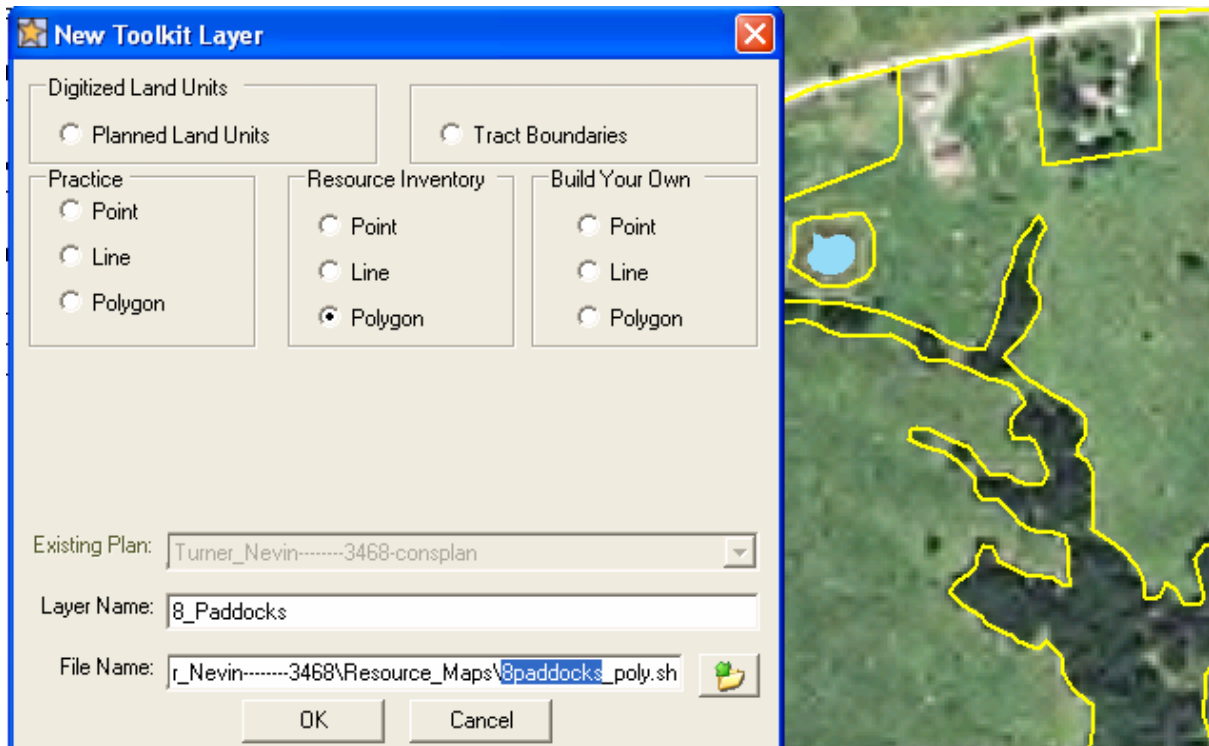 New Toolkit Layer
Digitized Land Units
Planned Land Units
Tract Boundaries
Practice
Point
Line
Polygon
Resource Inventory
Point
Line
Polygon
Build Your Own
Point
Line
Polygon
Existing Plan: Turner_Nevin-------3468-consplan
Layer Name: 8_Paddocks
File Name: r_Nevin-------3468\Resource_Maps\8paddocks_poly.sh
OK Cancel